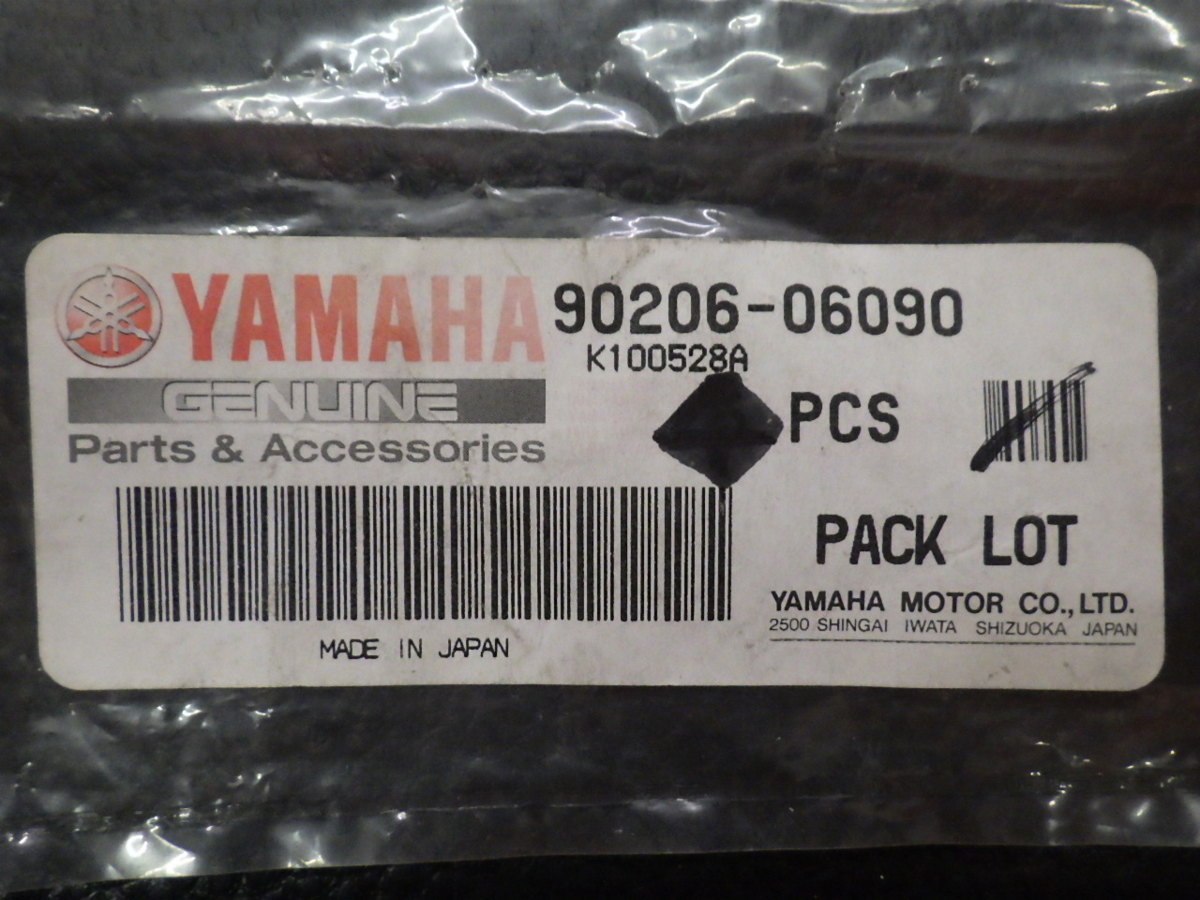 YAMAHA 90206-06090
K100528A
GENUINE
PCS
Parts & Accessories
PACK LOT
YAMAHA MOTOR CO.,LTD.
2500 SHINGAI IWATA SHIZUOKA JAPAN
MADE IN JAPAN